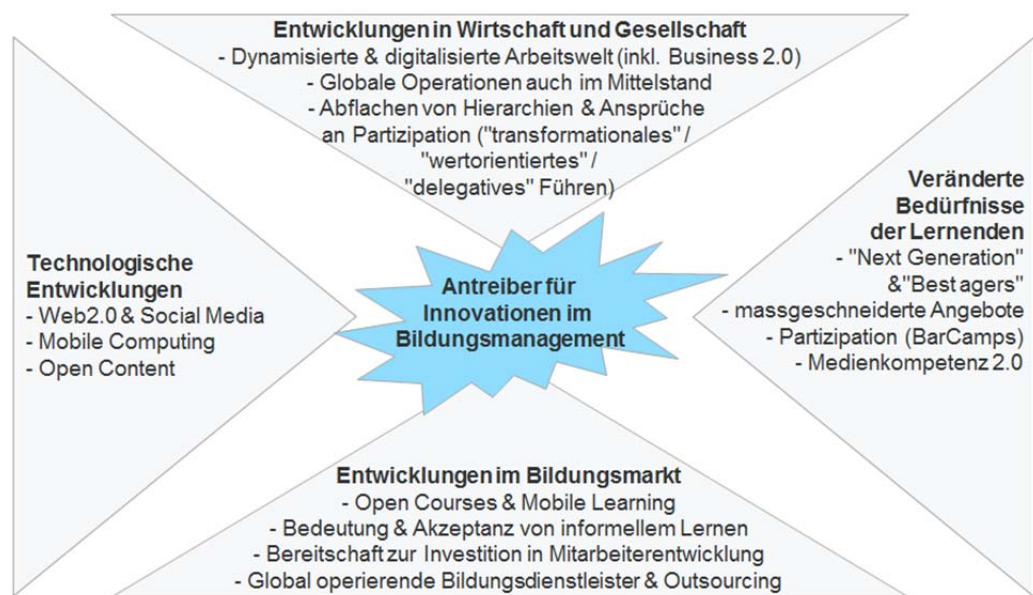 Entwicklungen in Wirtschaft und Gesellschaft
- Dynamisierte & digitalisierte Arbeitswelt (inkl. Business 2.0)
- Globale Operationen auch im Mittelstand
- Abflachen von Hierarchien & Ansprüche
an Partizipation ("transformationales" /
"wertorientiertes" /
"delegatives" Führen)
Technologische
Entwicklungen
- Web2.0 & Social Media
- Mobile Computing
- Open Content
Antreiber für
Innovationen im
Bildungsmanagement
Veränderte
Bedürfnisse
der Lernenden
- "Next Generation"
&"Best agers"
- massgeschneiderte Angebote
- Partizipation (BarCamps)
- Medienkompetenz 2.0
Entwicklungen im Bildungsmarkt
- Open Courses & Mobile Learning
- Bedeutung & Akzeptanz von informellem Lernen
- Bereitschaft zur Investition in Mitarbeiterentwicklung
- Global operierende Bildungsdienstleister & Outsourcing